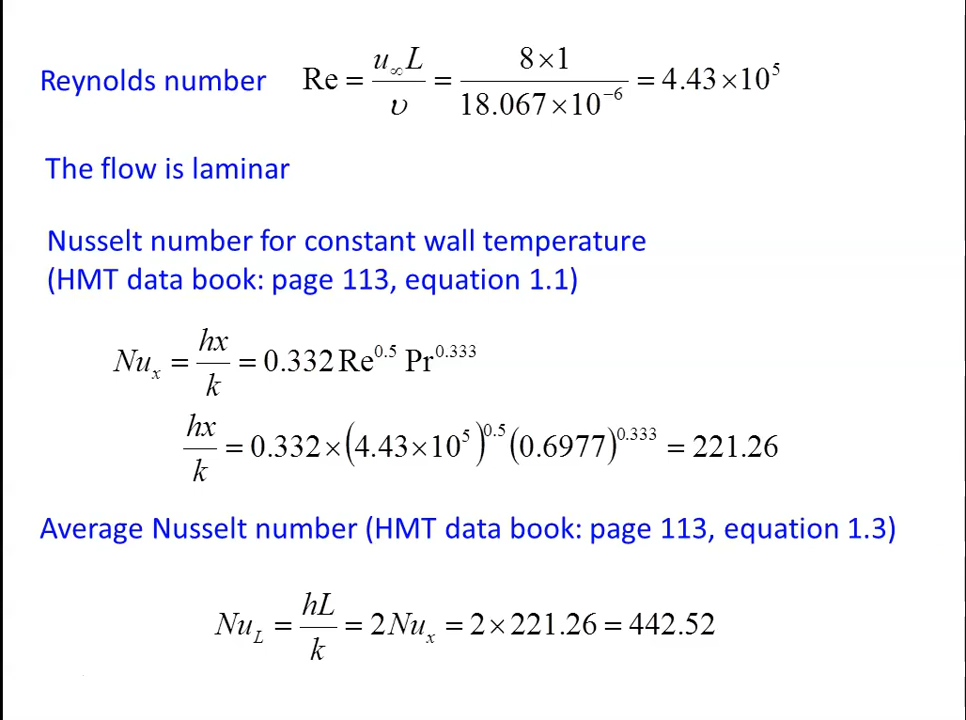 Reynolds number Re = u∞L / υ = 8×1 / 18.067×10⁻⁶ = 4.43×10⁵
The flow is laminar
Nusselt number for constant wall temperature
(HMT data book: page 113, equation 1.1)
Nuₓ = hx / k = 0.332 Re^0.5 Pr^0.333
hx / k = 0.332 × (4.43×10⁵)^0.5 (0.6977)^0.333 = 221.26
Average Nusselt number (HMT data book: page 113, equation 1.3)
Nu_L = hL / k = 2 Nuₓ = 2 × 221.26 = 442.52